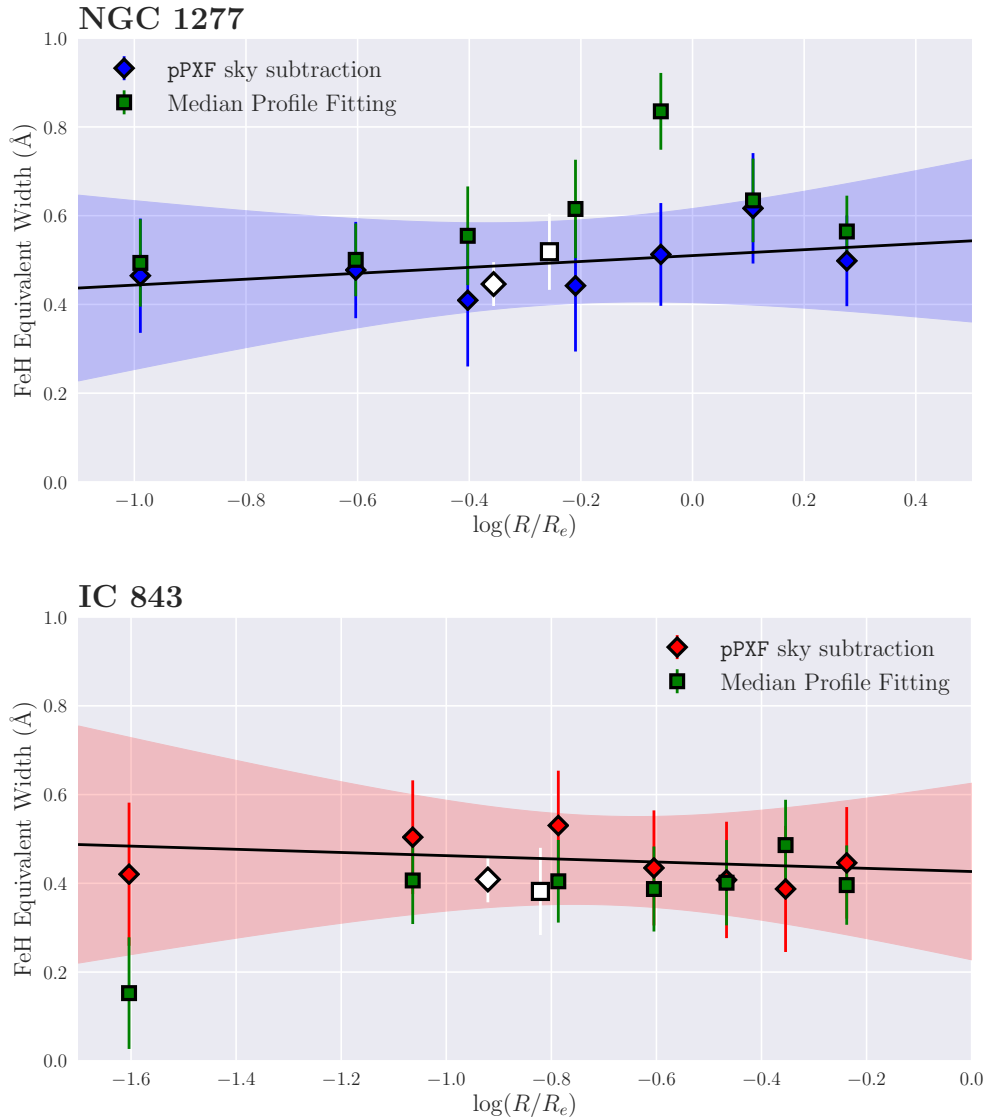 NGC 1277
1.0
pPXF sky subtraction
Median Profile Fitting
0.8
0.6
0.4
0.2
0.0
FeH Equivalent Width (Å)
−1.0 −0.8 −0.6 −0.4 −0.2 0.0 0.2 0.4
log(R/Re)
IC 843
1.0
pPXF sky subtraction
Median Profile Fitting
0.8
0.6
0.4
0.2
0.0
FeH Equivalent Width (Å)
−1.6 −1.4 −1.2 −1.0 −0.8 −0.6 −0.4 −0.2 0.0
log(R/Re)